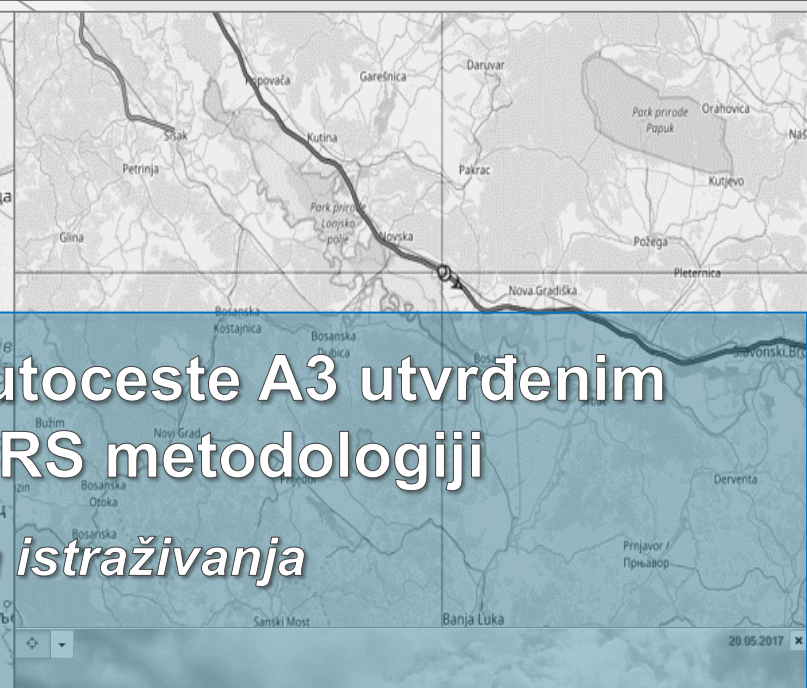 Popovača
Garešnica
Daruvar
Park prirode
Papuk
Orahovica
Sisak
Kutina
Petrinja
Pakrac
Kutjevo
Park prirode
Lonjsko
polje
Glina
Novska
Požega
Pleternica
Nova Gradiška
Bosanska
Kostajnica
Bosanska
Dubica
Slavonski Bro
utoceste A3 utvrđenim
Bužim
Novi Grad
RS metodologiji
Bosanska
Otoka
Prijedor
Derventa
Bosanska
istraživanja
Prnjavor /
Прњавор
Sanski Most
Banja Luka
20.05.2017